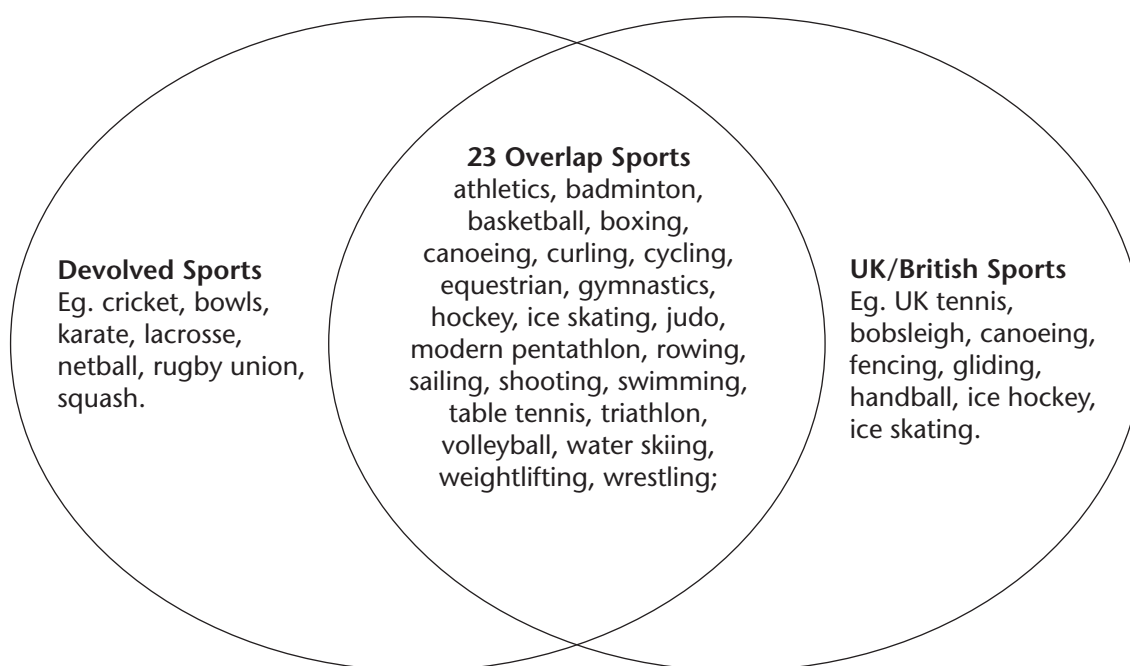 Devolved Sports
Eg. cricket, bowls,
karate, lacrosse,
netball, rugby union,
squash.
23 Overlap Sports
athletics, badminton,
basketball, boxing,
canoeing, curling, cycling,
equestrian, gymnastics,
hockey, ice skating, judo,
modern pentathlon, rowing,
sailing, shooting, swimming,
table tennis, triathlon,
volleyball, water skiing,
weightlifting, wrestling;
UK/British Sports
Eg. UK tennis,
bobsleigh, canoeing,
fencing, gliding,
handball, ice hockey,
ice skating.